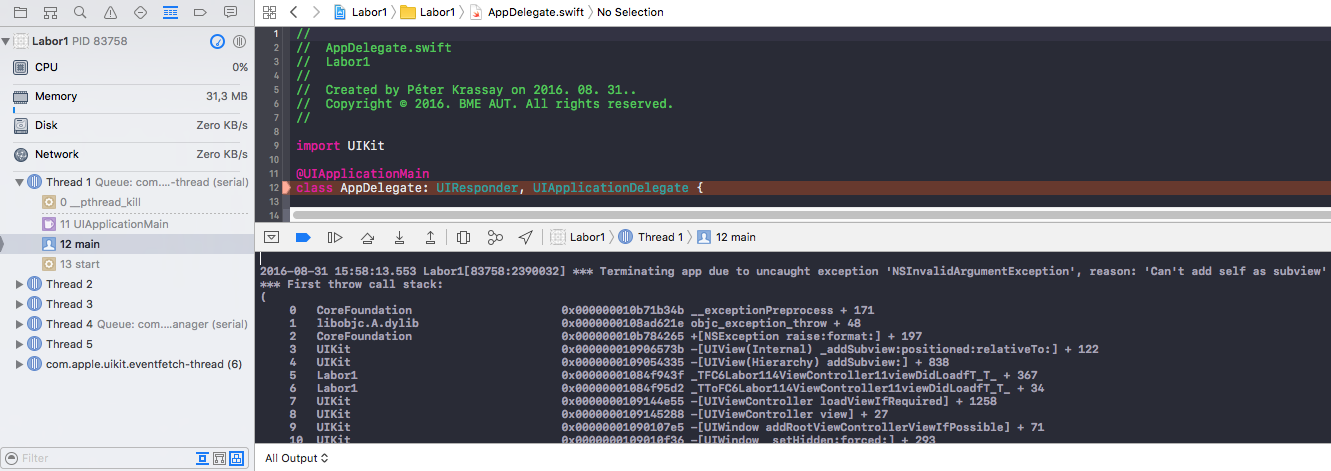 Labor1 PID 83758
CPU 0%
Memory 31,3 MB
Disk Zero KB/s
Network Zero KB/s
Thread 1 Queue: com....-thread (serial)
0 __pthread_kill
11 UIApplicationMain
12 main
13 start
Thread 2
Thread 3
Thread 4 Queue: com....anager (serial)
Thread 5
com.apple.uikit.eventfetch-thread (6)
Filter
Labor1 Labor1 AppDelegate.swift No Selection
1 //
2 // AppDelegate.swift
3 // Labor1
4 //
5 // Created by Péter Krassay on 2016. 08. 31..
6 // Copyright © 2016. BME AUT. All rights reserved.
7 //
8
9 import UIKit
10
11 @UIApplicationMain
12 class AppDelegate: UIResponder, UIApplicationDelegate {
13
14
Labor1 Thread 1 12 main
2016-08-31 15:58:13.553 Labor1[83758:2390032] *** Terminating app due to uncaught exception 'NSInvalidArgumentException', reason: 'Can't add self as subview'
*** First throw call stack:
(
0 CoreFoundation 0x000000010b71b34b __exceptionPreprocess + 171
1 libobjc.A.dylib 0x000000108ad621e objc_exception_throw + 48
2 CoreFoundation 0x000000010b784265 +[NSException raise:format:] + 197
3 UIKit 0x000000010906573b -[UIView(Internal) _addSubview:positioned:relativeTo:] + 122
4 UIKit 0x0000000109054335 -[UIView(Hierarchy) addSubview:] + 838
5 Labor1 0x00000001084f943f _TFC6Labor114ViewController11viewDidLoadfT_T_ + 367
6 Labor1 0x00000001084f95d2 _TToFC6Labor114ViewController11viewDidLoadfT_T_ + 34
7 UIKit 0x0000000109144e55 -[UIViewController loadViewIfRequired] + 1258
8 UIKit 0x0000000109145288 -[UIViewController view] + 27
9 UIKit 0x00000001090107e5 -[UIWindow addRootViewControllerViewIfPossible] + 71
10 UIKit 0x0000000109010f36 -[UIWindow _setHidden:forced:] + 293
All Output